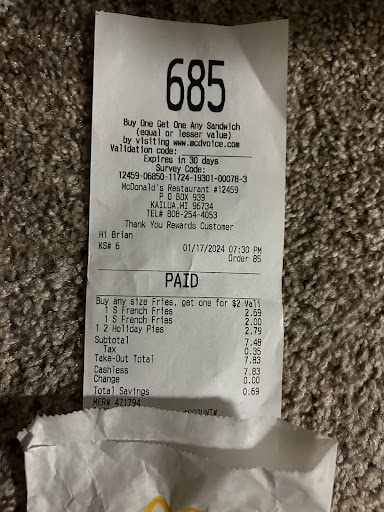 685
Buy One Get One Any Sandwich
(equal or lesser value)
by visiting www.mcdvoice.com
Validation code:
Expires in 30 days
Survey Code:
12459-06850-11724-19301-00078-3
McDonald's Restaurant #12459
P O BOX 939
KAILUA,HI 96734
TEL# 808-254-4053
Thank You Rewards Customer
Hi Brian
KS# 6 01/17/2024 07:30 PM
Order 85
PAID
Buy any size Fries, get one for $2 Vali
1 S French Fries 2.69
1 S French Fries 2.00
1 2 Holiday Pies 2.79
Subtotal 7.48
Tax 0.35
Take-Out Total 7.83
Cashless 7.83
Change 0.00
Total Savings 0.69
MER# 471794
ACCOUNT#